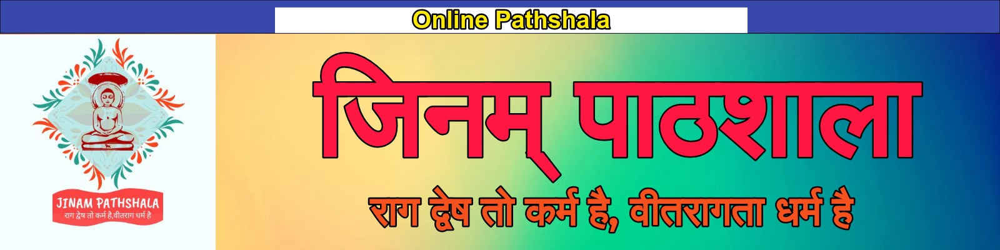 Online Pathshala
जिनम् पाठशाला
राग द्वेष तो कर्म है, वीतरागता धर्म है
JINAM PATHSHALA
राग द्वेष तो कर्म है,वीतराग धर्म है